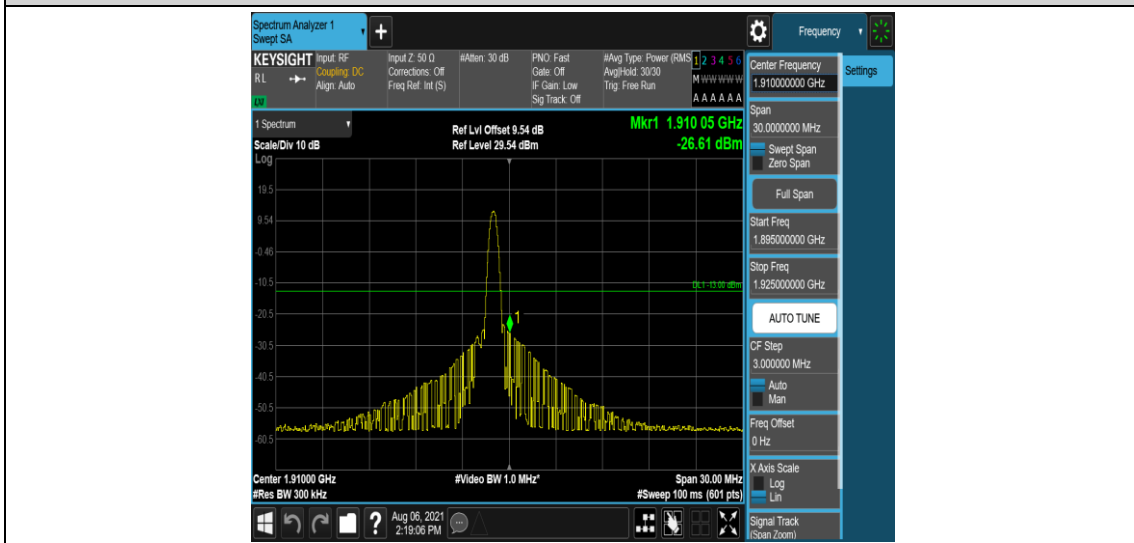 Spectrum Analyzer 1
Swept SA
+
Frequency
KEYSIGHT
RL
LXI
Input: RF
Coupling: DC
Align: Auto
Input Z: 50 Ω
Corrections: Off
Freq Ref: Int (S)
#Atten: 30 dB
PNO: Fast
Gate: Off
IF Gain: Low
Sig Track: Off
#Avg Type: Power (RMS
Avg|Hold: 30/30
Trig: Free Run
1 2 3 4 5 6
M W W W W W
A A A A A A
1 Spectrum
Scale/Div 10 dB
Log
Ref Lvl Offset 9.54 dB
Ref Level 29.54 dBm
Mkr1 1.910 05 GHz
-26.61 dBm
19.5
9.54
-0.46
-10.5
-20.5
-30.5
-40.5
-50.5
-60.5
DL1 -13.00 dBm
1
Center 1.91000 GHz
#Res BW 300 kHz
#Video BW 1.0 MHz*
Span 30.00 MHz
#Sweep 100 ms (601 pts)
Center Frequency
1.910000000 GHz
Settings
Span
30.0000000 MHz
Swept Span
Zero Span
Full Span
Start Freq
1.895000000 GHz
Stop Freq
1.925000000 GHz
AUTO TUNE
CF Step
3.000000 MHz
Auto
Man
Freq Offset
0 Hz
X Axis Scale
Log
Lin
Signal Track
(Span Zoom)
?
Aug 06, 2021
2:19:06 PM